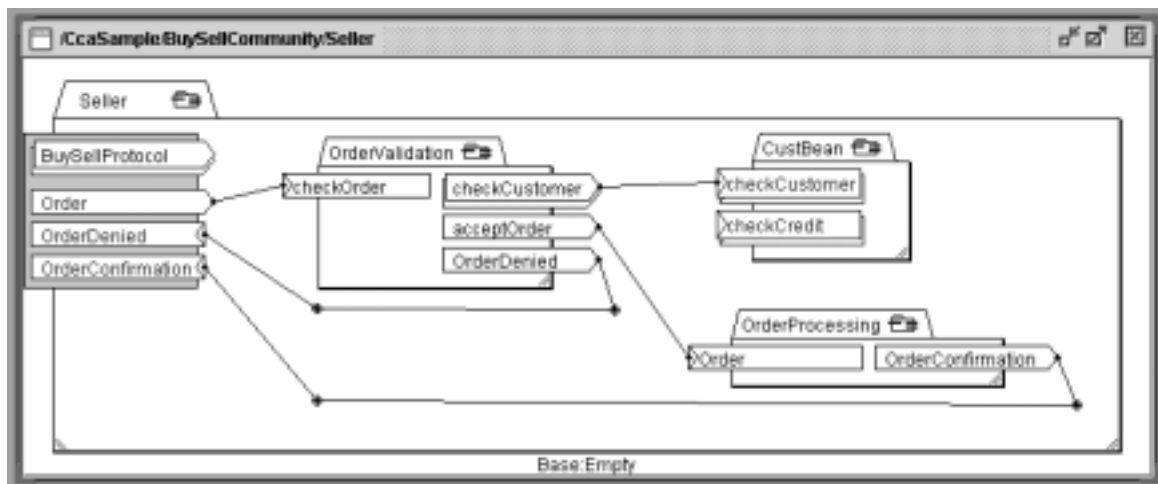 /CcaSample/BuySellCommunity/Seller
Seller
BuySellProtocol
Order
OrderDenied
OrderConfirmation
OrderValidation
checkOrder
checkCustomer
acceptOrder
OrderDenied
CustBean
checkCustomer
checkCredit
OrderProcessing
Order
OrderConfirmation
Base:Empty